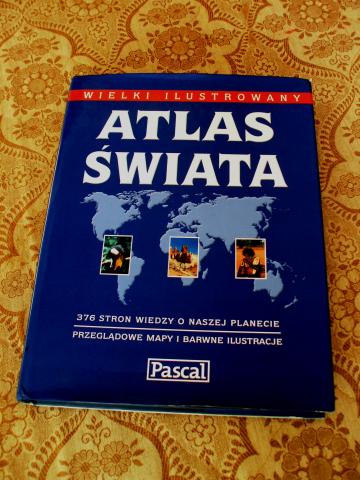 WIELKI ILUSTROWANY
ATLAS
ŚWIATA
376 STRON WIEDZY O NASZEJ PLANECIE
PRZEGLĄDOWE MAPY I BARWNE ILUSTRACJE
Pascal